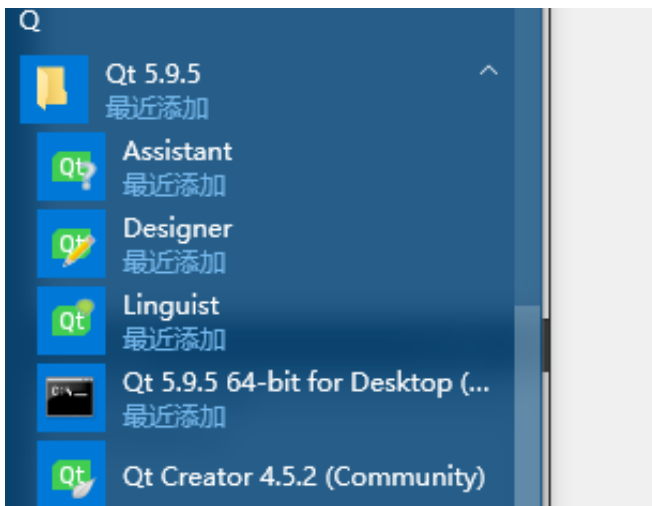 Q
Qt 5.9.5
最近添加
Assistant
最近添加
Designer
最近添加
Linguist
最近添加
Qt 5.9.5 64-bit for Desktop (...
最近添加
Qt Creator 4.5.2 (Community)